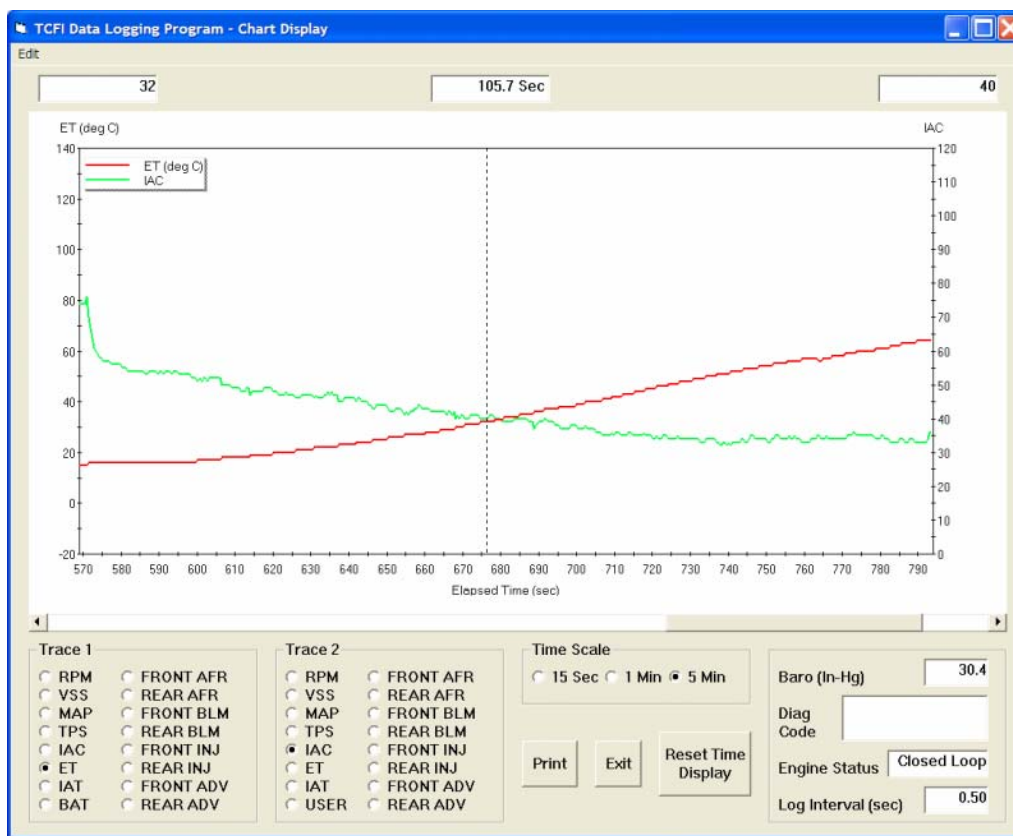 TCFI Data Logging Program - Chart Display
Edit
32 105.7 Sec 40
ET (deg C) IAC
140 120
ET (deg C)
IAC
110
120
100
100 90
80
80 70
60
60
50
40 40
30
20
20
0 10
-20 0
570 580 590 600 610 620 630 640 650 660 670 680 690 700 710 720 730 740 750 760 770 780 790
Elapsed Time (sec)
Trace 1
RPM FRONT AFR
VSS REAR AFR
MAP FRONT BLM
TPS REAR BLM
IAC FRONT INJ
ET REAR INJ
IAT FRONT ADV
BAT REAR ADV
Trace 2
RPM FRONT AFR
VSS REAR AFR
MAP FRONT BLM
TPS REAR BLM
IAC FRONT INJ
ET REAR INJ
IAT FRONT ADV
USER REAR ADV
Time Scale
15 Sec 1 Min 5 Min
Print Exit Reset Time
Display
Baro (In-Hg) 30.4
Diag
Code
Engine Status Closed Loop
Log Interval (sec) 0.50